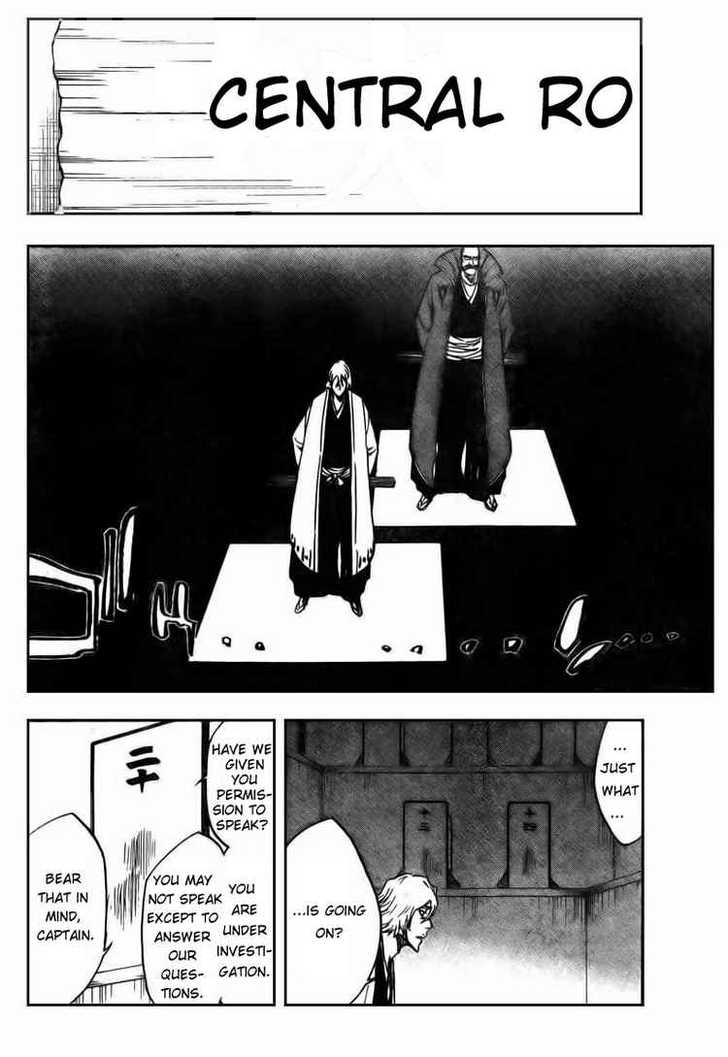 CENTRAL RO
...
JUST
WHAT
...
...IS GOING
ON?
HAVE WE
GIVEN
YOU
PERMIS-
SION TO
SPEAK?
YOU
ARE
UNDER
INVESTI-
GATION.
YOU MAY
NOT SPEAK
EXCEPT TO
ANSWER
OUR
QUES-
TIONS.
二十
BEAR
THAT IN
MIND,
CAPTAIN.